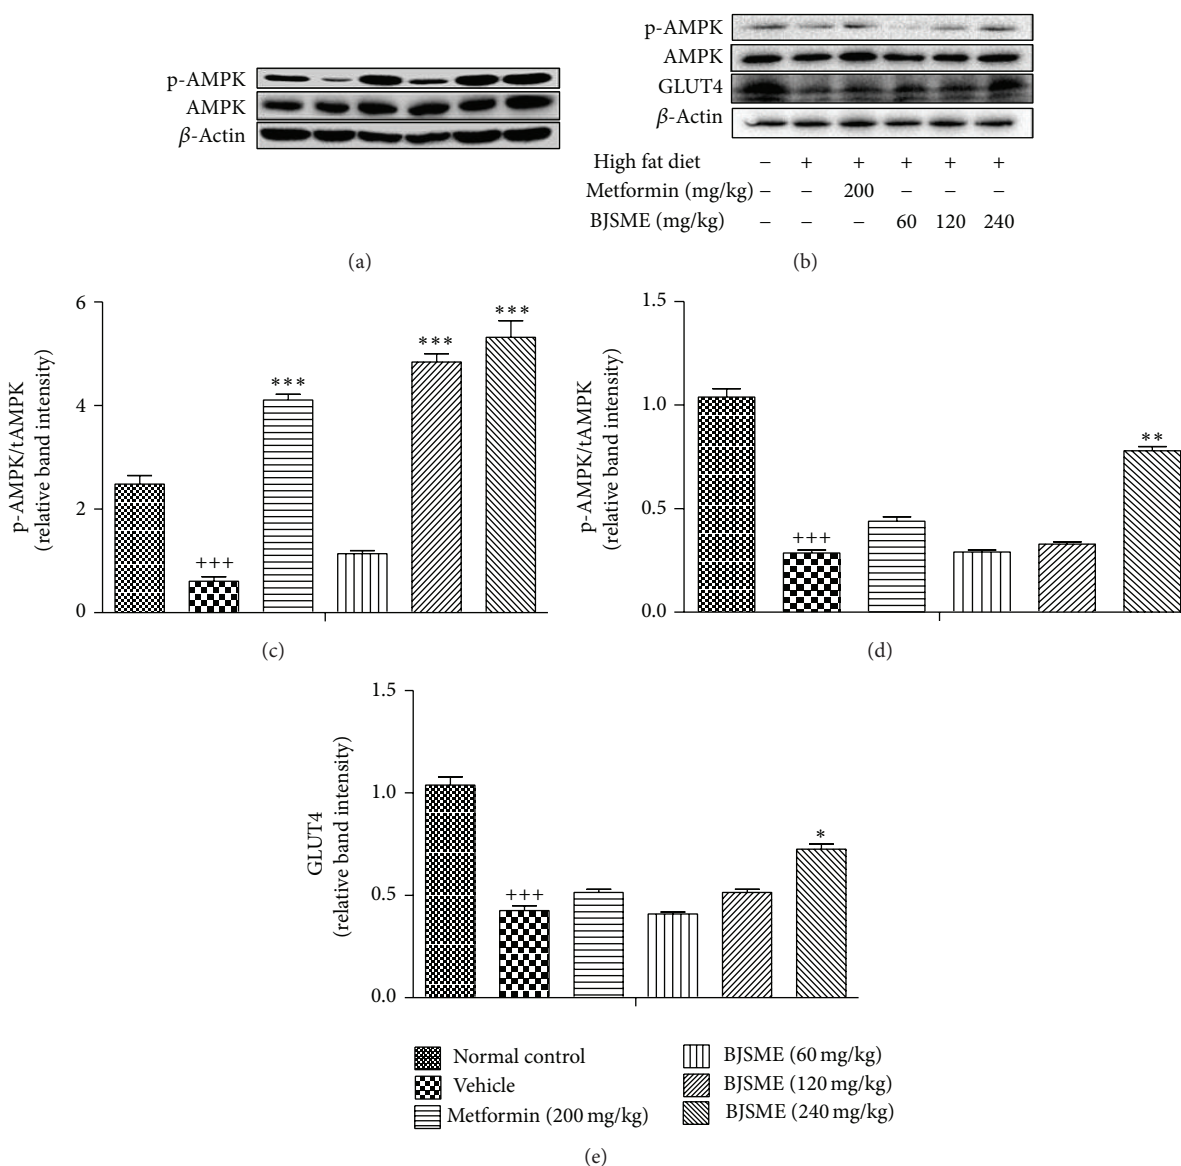 p-AMPK
AMPK
β-Actin
(a)
p-AMPK
AMPK
GLUT4
β-Actin
High fat diet − + + + + +
Metformin (mg/kg) − − 200 − − −
BJSME (mg/kg) − − − 60 120 240
(b)
p-AMPK/tAMPK
(relative band intensity)
6
4
2
0
+++
***
***
***
(c)
p-AMPK/tAMPK
(relative band intensity)
1.5
1.0
0.5
0.0
+++
**
(d)
GLUT4
(relative band intensity)
1.5
1.0
0.5
0.0
+++
*
Normal control
Vehicle
Metformin (200 mg/kg)
BJSME (60 mg/kg)
BJSME (120 mg/kg)
BJSME (240 mg/kg)
(e)